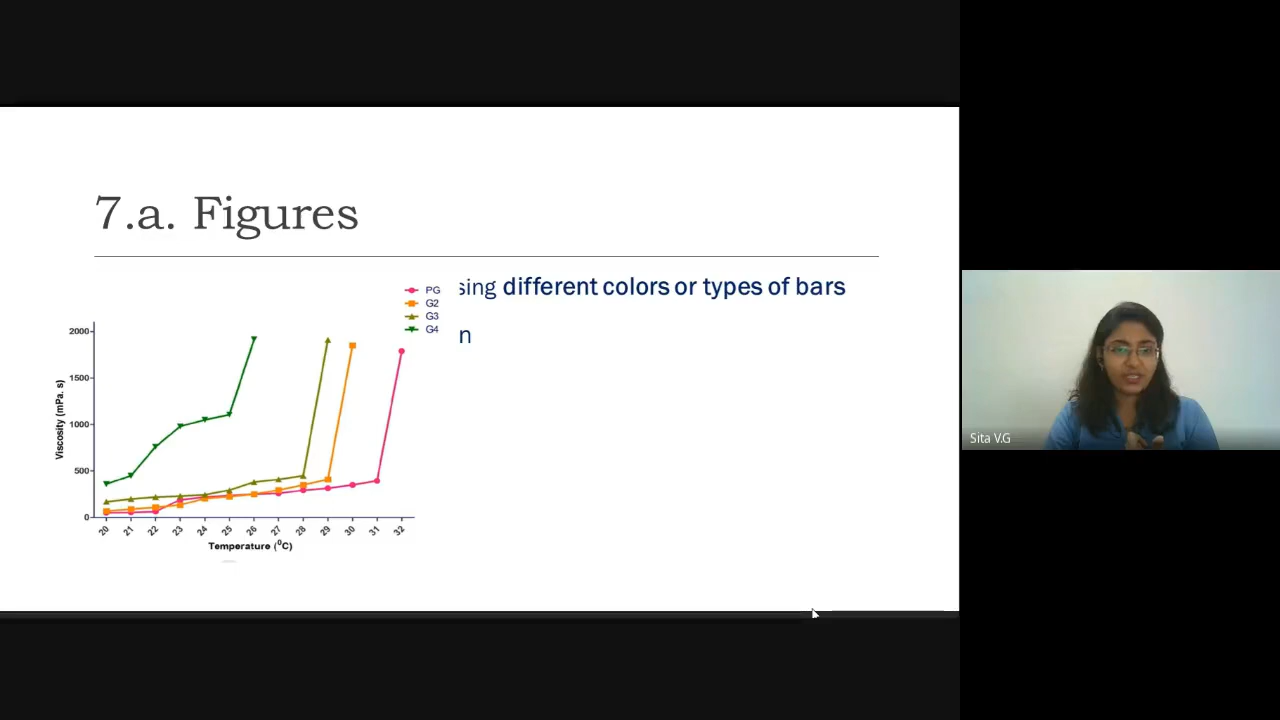 7.a. Figures
sing different colors or types of bars
n
PG
G2
G3
G4
2000
1500
1000
500
0
Viscosity (mPa. s)
20 21 22 23 24 25 26 27 28 29 30 31 32
Temperature (⁰C)
Sita V.G